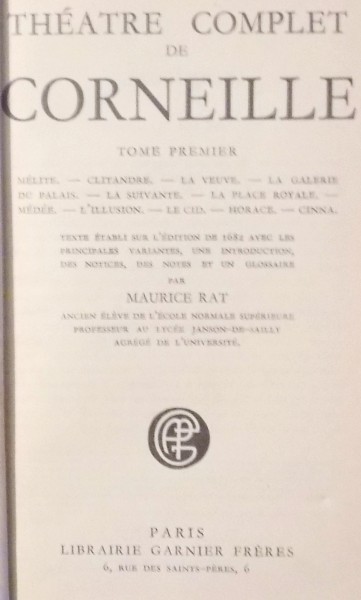 THÉATRE COMPLET
DE
CORNEILLE
TOME PREMIER
MÉLITE. — CLITANDRE. — LA VEUVE. — LA GALERIE
DU PALAIS. — LA SUIVANTE. — LA PLACE ROYALE. —
MÉDÉE. — L'ILLUSION. — LE CID. — HORACE. — CINNA.
TEXTE ÉTABLI SUR L'ÉDITION DE 1682 AVEC LES
PRINCIPALES VARIANTES, UNE INTRODUCTION,
DES NOTICES, DES NOTES ET UN GLOSSAIRE
PAR
MAURICE RAT
ANCIEN ÉLÈVE DE L'ÉCOLE NORMALE SUPÉRIEURE
PROFESSEUR AU LYCÉE JANSON-DE-SAILLY
AGRÉGÉ DE L'UNIVERSITÉ.
PARIS
LIBRAIRIE GARNIER FRÈRES
6, RUE DES SAINTS-PÈRES, 6